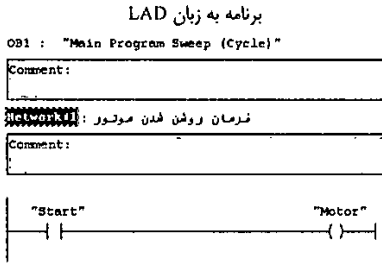 برنامه به زبان LAD
OB1 : "Main Program Sweep (Cycle)"
Comment:
Network#1: فرمان روشن شدن موتور
Comment:
"Start" "Motor"